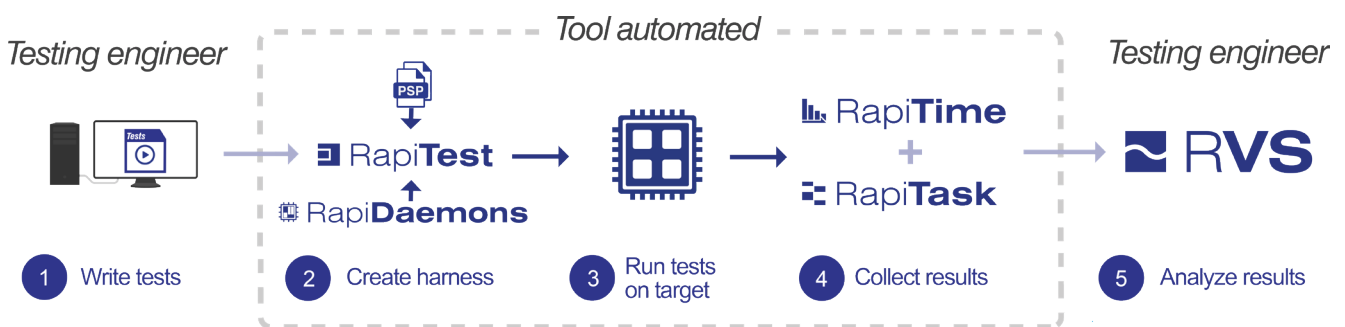 Testing engineer
Tool automated
Testing engineer
Tests
PSP
RapiTest
RapiDaemons
RapiTime
+
RapiTask
RVS
1 Write tests
2 Create harness
3 Run tests
on target
4 Collect results
5 Analyze results